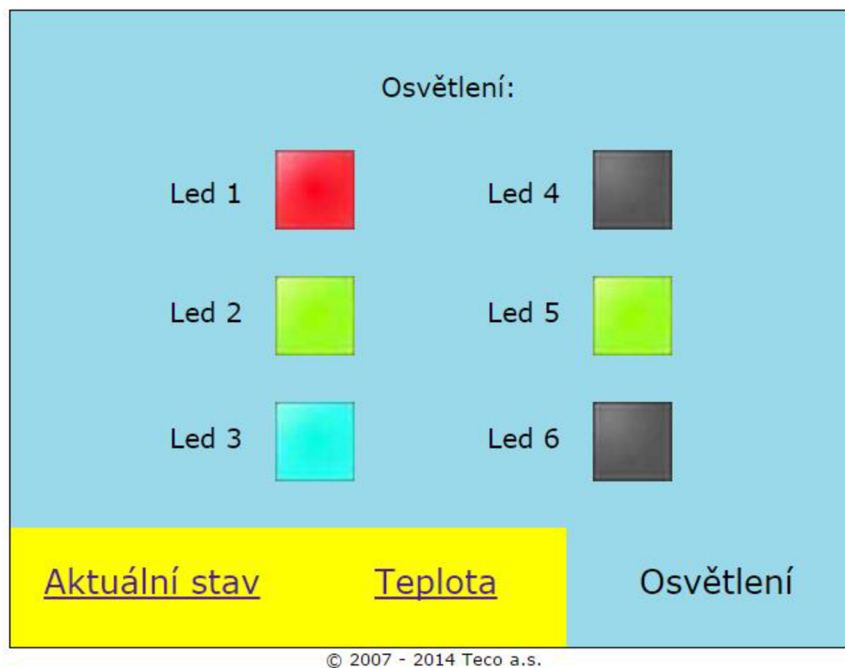 Osvětlení:
Led 1
Led 4
Led 2
Led 5
Led 3
Led 6
Aktuální stav
Teplota
Osvětlení
© 2007 - 2014 Teco a.s.